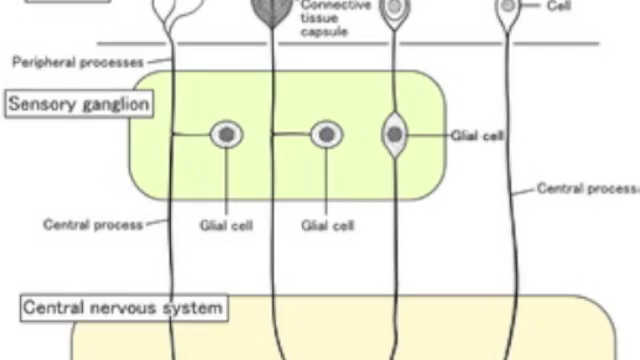 Connective
tissue
capsule
Cell
Peripheral processes
Sensory ganglion
Glial cell
Central process
Central process
Glial cell
Glial cell
Central nervous system